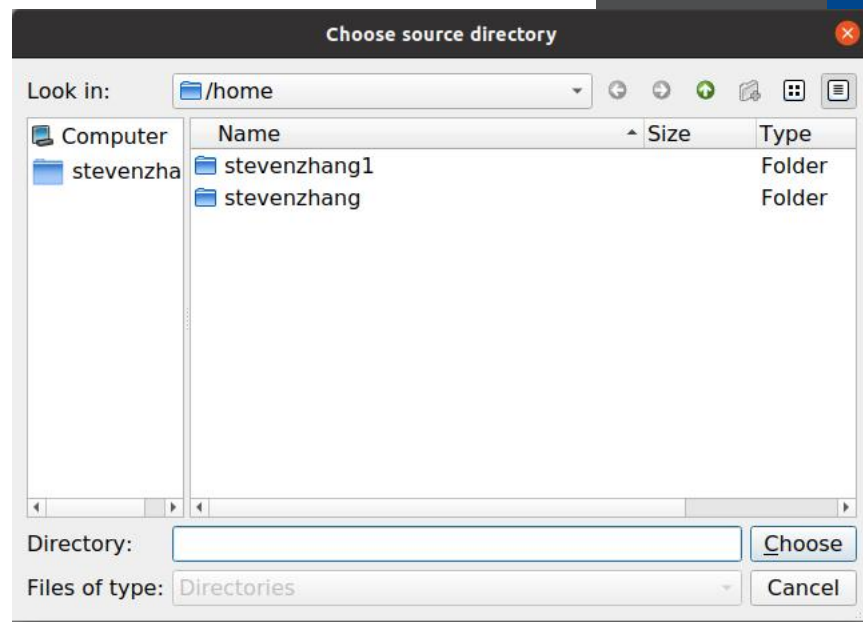 Choose source directory
Look in: /home
Computer
stevenzha
Name Size Type
stevenzhang1 Folder
stevenzhang Folder
Directory: Choose
Files of type: Directories Cancel